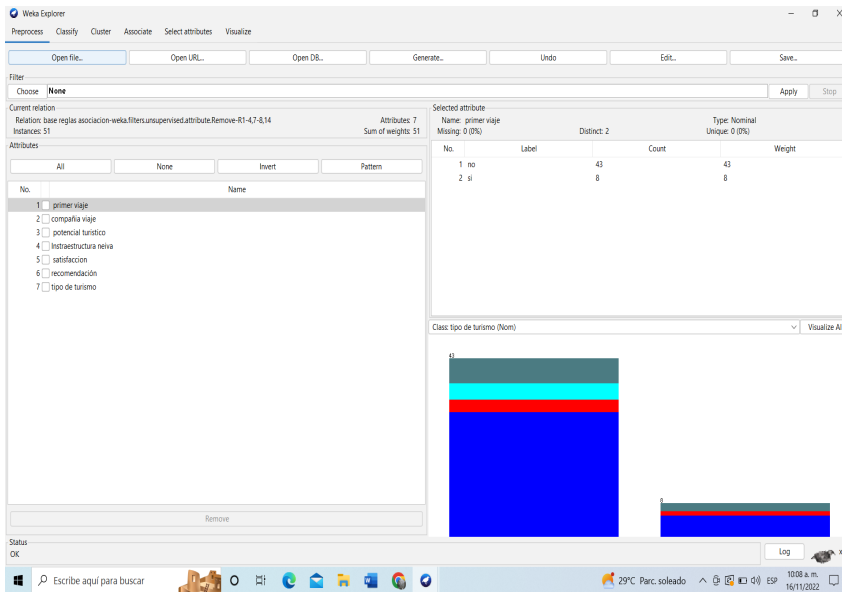 Weka Explorer
Preprocess Classify Cluster Associate Select attributes Visualize
Open file... Open URL... Open DB... Generate... Undo Edit... Save...
Filter
Choose None Apply Stop
Current relation
Relation: base reglas asociacion-weka.filters.unsupervised.attribute.Remove-R1-4,7-8,14 Attributes: 7
Instances: 51 Sum of weights: 51
Selected attribute
Name: primer viaje Type: Nominal
Missing: 0 (0%) Distinct: 2 Unique: 0 (0%)
No. Label Count Weight
1 no 43 43
2 si 8 8
Attributes
All None Invert Pattern
No. Name
1 primer viaje
2 compañia viaje
3 potencial turistico
4 Instraestructura neiva
5 satisfaccion
6 recomendación
7 tipo de turismo
Remove
Class: tipo de turismo (Nom) Visualize Al
43
8
Status
OK
Log x
Escribe aquí para buscar
29°C Parc. soleado ESP 10:08 a. m.
16/11/2022